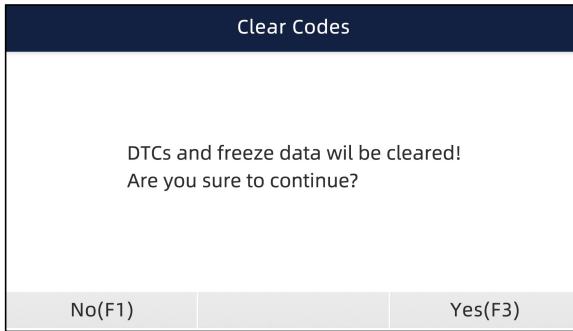 Clear Codes
DTCs and freeze data wil be cleared!
Are you sure to continue?
No(F1) Yes(F3)